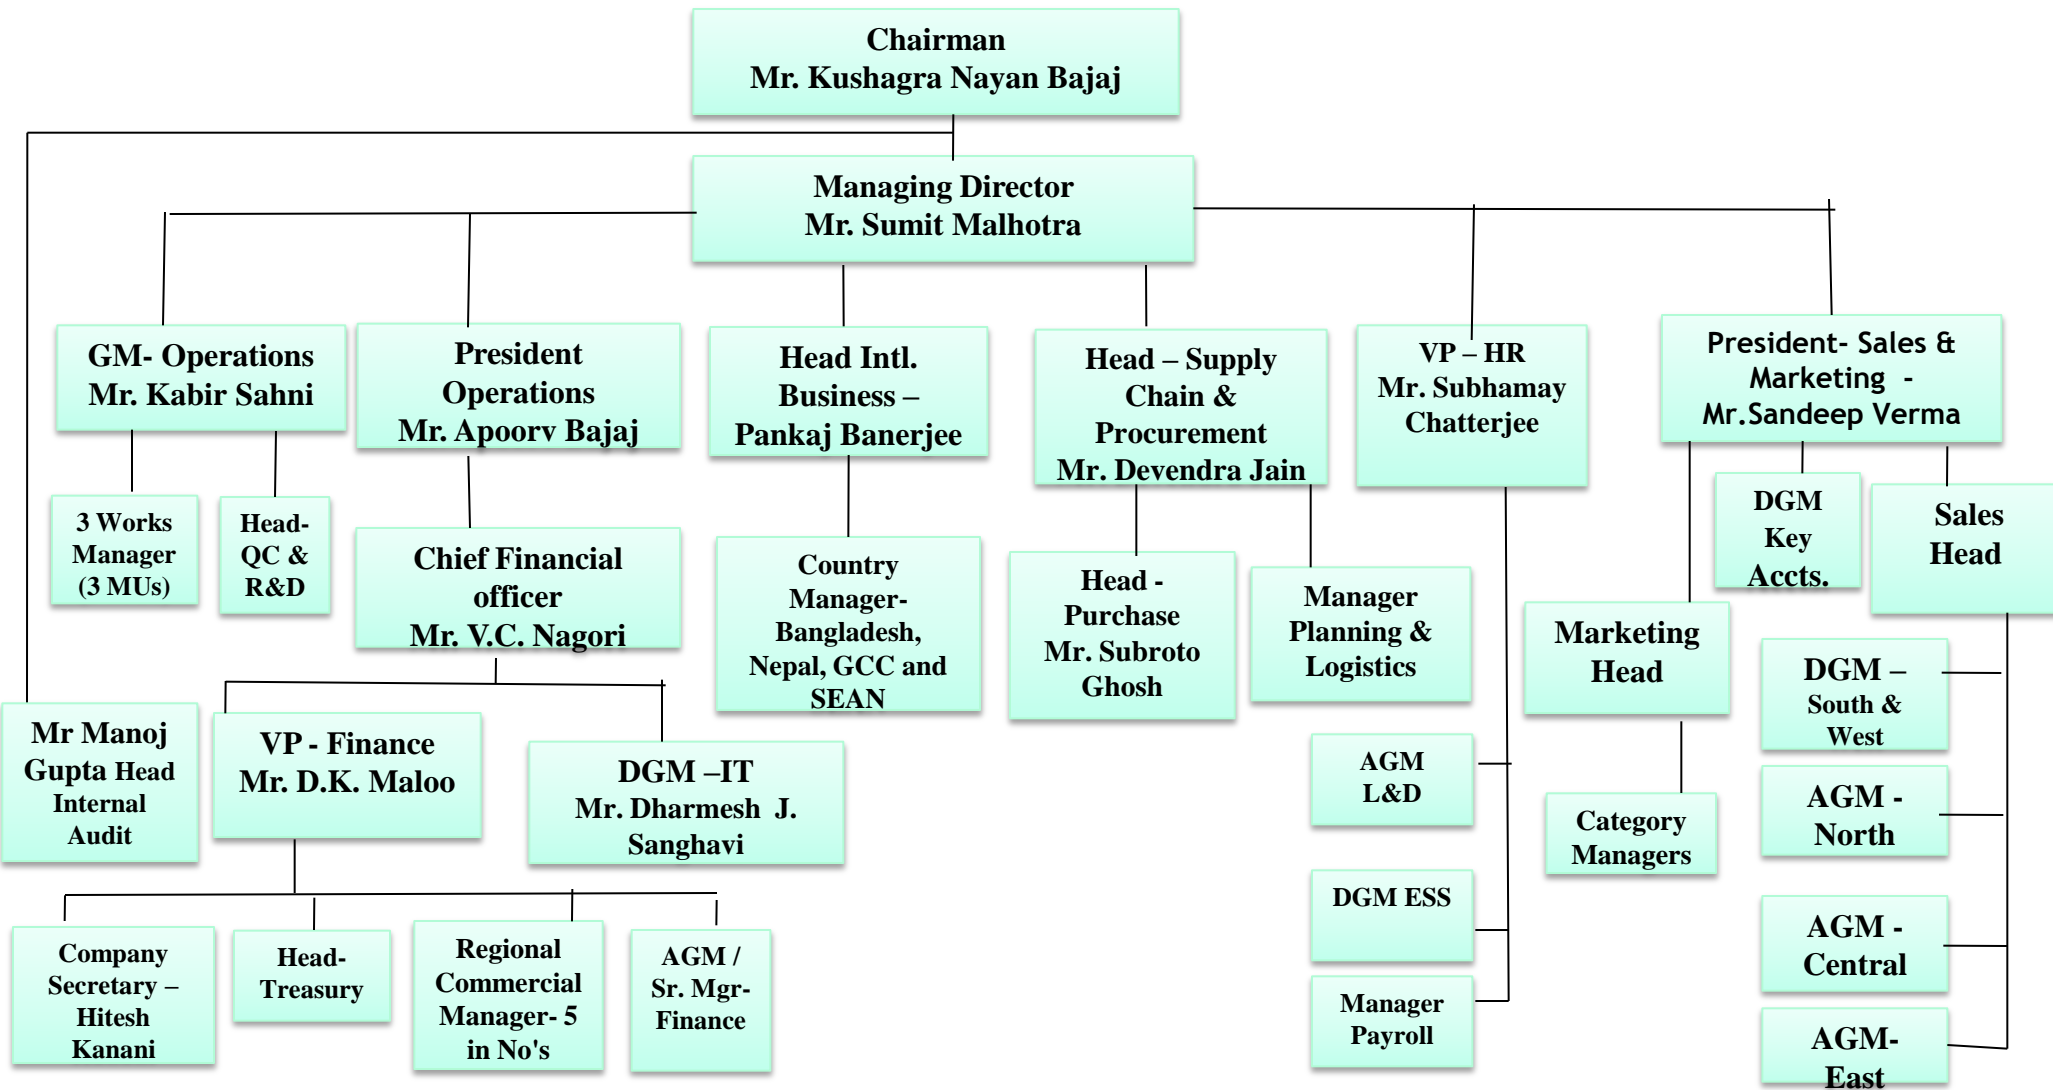 Chairman
Mr. Kushagra Nayan Bajaj
Managing Director
Mr. Sumit Malhotra
GM- Operations
Mr. Kabir Sahni
President
Operations
Mr. Apoorv Bajaj
Head Intl.
Business –
Pankaj Banerjee
Head – Supply
Chain &
Procurement
Mr. Devendra Jain
VP – HR
Mr. Subhamay
Chatterjee
President- Sales &
Marketing -
Mr.Sandeep Verma
3 Works
Manager
(3 MUs)
Head-
QC &
R&D
Chief Financial
officer
Mr. V.C. Nagori
Country
Manager-
Bangladesh,
Nepal, GCC and
SEAN
Head -
Purchase
Mr. Subroto
Ghosh
Manager
Planning &
Logistics
DGM
Key
Accts.
Sales
Head
Marketing
Head
DGM –
South &
West
Mr Manoj
Gupta Head
Internal
Audit
VP - Finance
Mr. D.K. Maloo
DGM –IT
Mr. Dharmesh J.
Sanghavi
AGM
L&D
Category
Managers
AGM -
North
DGM ESS
AGM -
Central
Company
Secretary –
Hitesh
Kanani
Head-
Treasury
Regional
Commercial
Manager- 5
in No's
AGM /
Sr. Mgr-
Finance
Manager
Payroll
AGM-
East